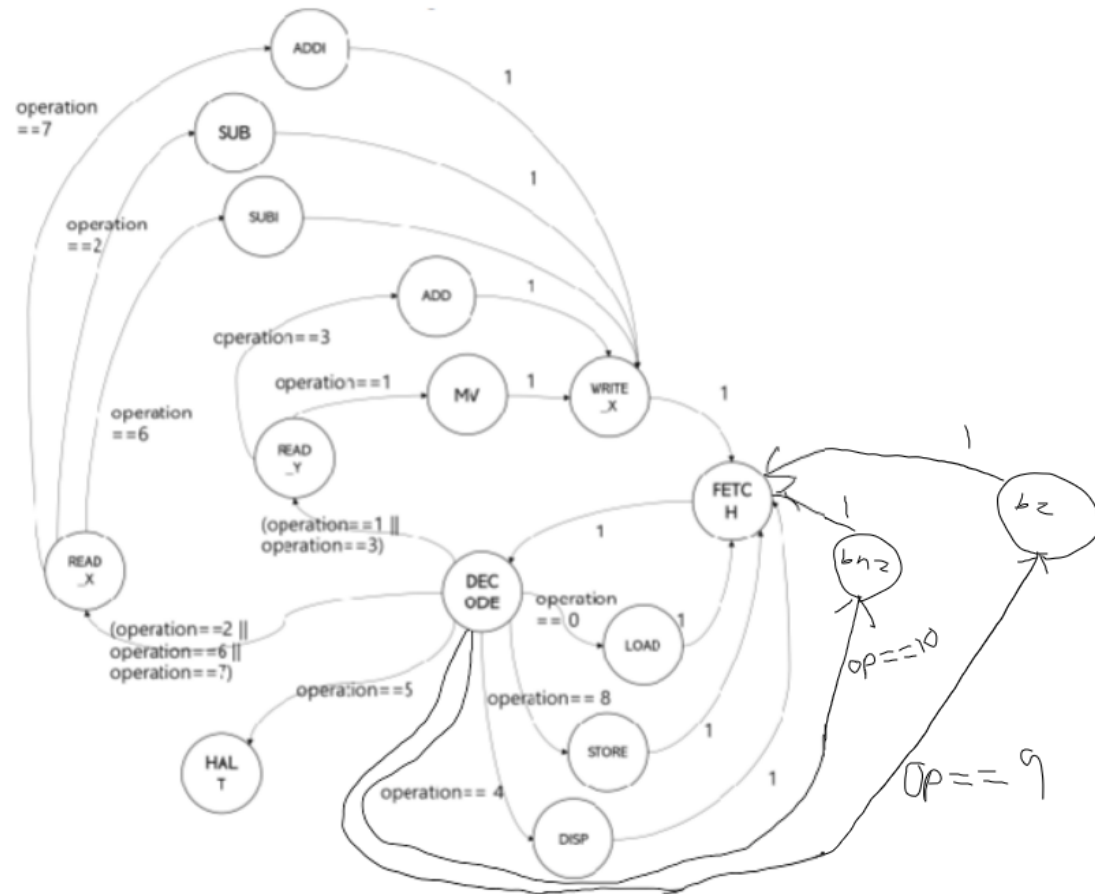 ADDI
1
operation
==7
SUB
1
operation
==2
SUBI
ADD
1
cperation==3
operation==1
MV
1
WRITE
_X
1
operation
==6
READ
_Y
1
FETC
H
bz
1
(operation==1 ||
operation==3)
1
bnz
READ
_X
DEC
ODE
operation
== 0
LOAD
1
op==10
(operation==2 ||
operation==6 ||
operation==7)
operation==5
operation== 8
STORE
1
HAL
T
operation== 4
1
Op==9
DISP